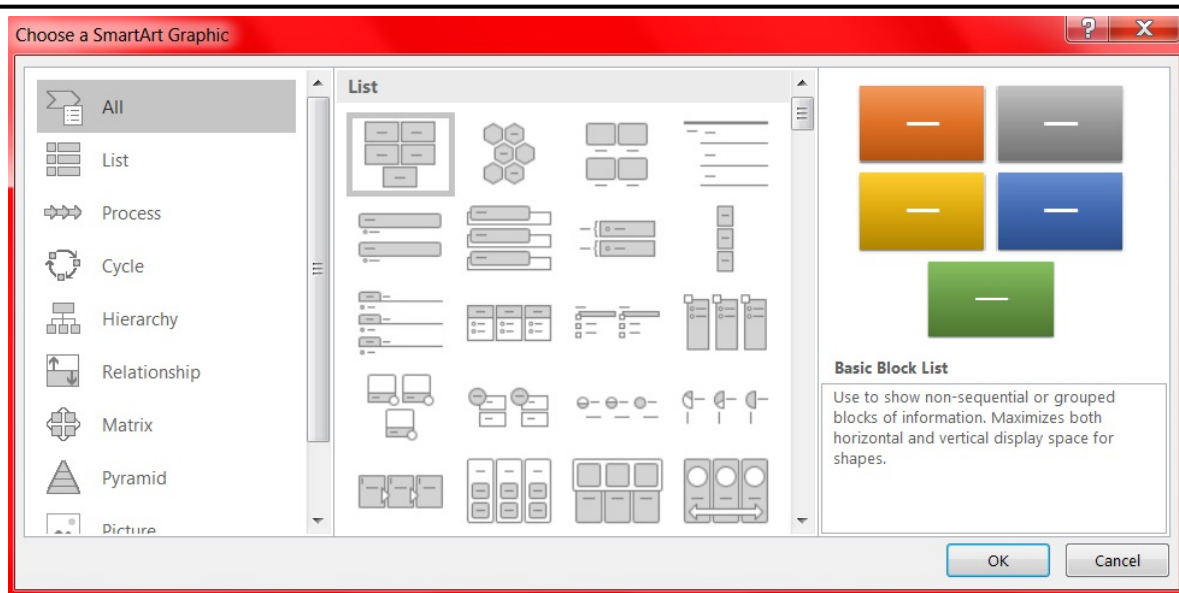 Choose a SmartArt Graphic
?
X
All
List
Process
Cycle
Hierarchy
Relationship
Matrix
Pyramid
Picture
List
Basic Block List
Use to show non-sequential or grouped
blocks of information. Maximizes both
horizontal and vertical display space for
shapes.
OK
Cancel